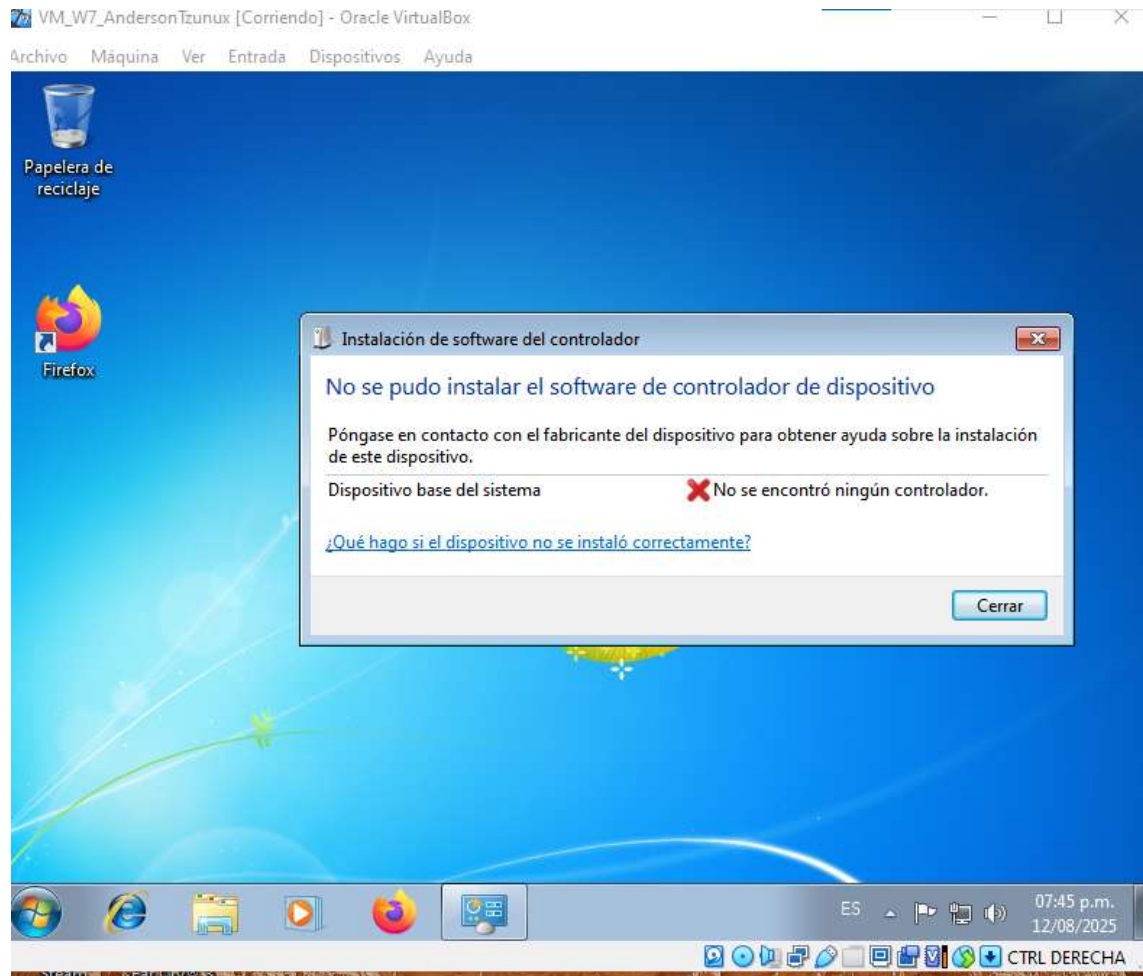 VM_W7_AndersonTzunux [Corriendo] - Oracle VirtualBox
Archivo Máquina Ver Entrada Dispositivos Ayuda
Papelera de
reciclaje
Firefox
Instalación de software del controlador
No se pudo instalar el software de controlador de dispositivo
Póngase en contacto con el fabricante del dispositivo para obtener ayuda sobre la instalación
de este dispositivo.
Dispositivo base del sistema No se encontró ningún controlador.
¿Qué hago si el dispositivo no se instaló correctamente?
Cerrar
ES
07:45 p.m.
12/08/2025
CTRL DERECHA